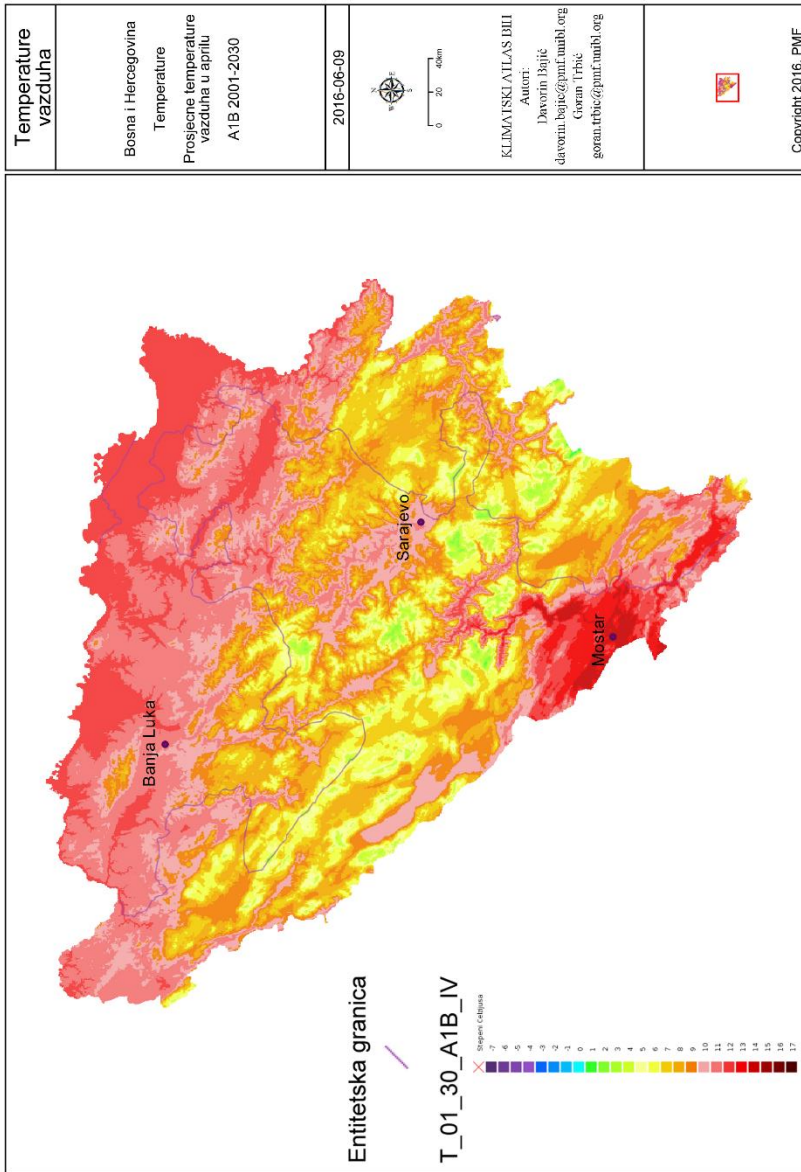 Temperature
vazduha
Bosna i Hercegovina
Temperature
Prosjecne temperature
vazduha u aprilu
A1B 2001-2030
2016-06-09
N
W
E
S
0
20
40km
KLIMATSKI ATLAS BIH
Autori:
Davorin Bajić
davorin.bajic@pmf.unibl.org
Goran Trbić
goran.trbic@pmf.unibl.org
Copyright 2016, PMF
Banja Luka
Sarajevo
Mostar
Entitetska granica
T_01_30_A1B_IV
Stepeni Celzijusa
-7
-6
-5
-4
-3
-2
-1
0
1
2
3
4
5
6
7
8
9
10
11
12
13
14
15
16
17